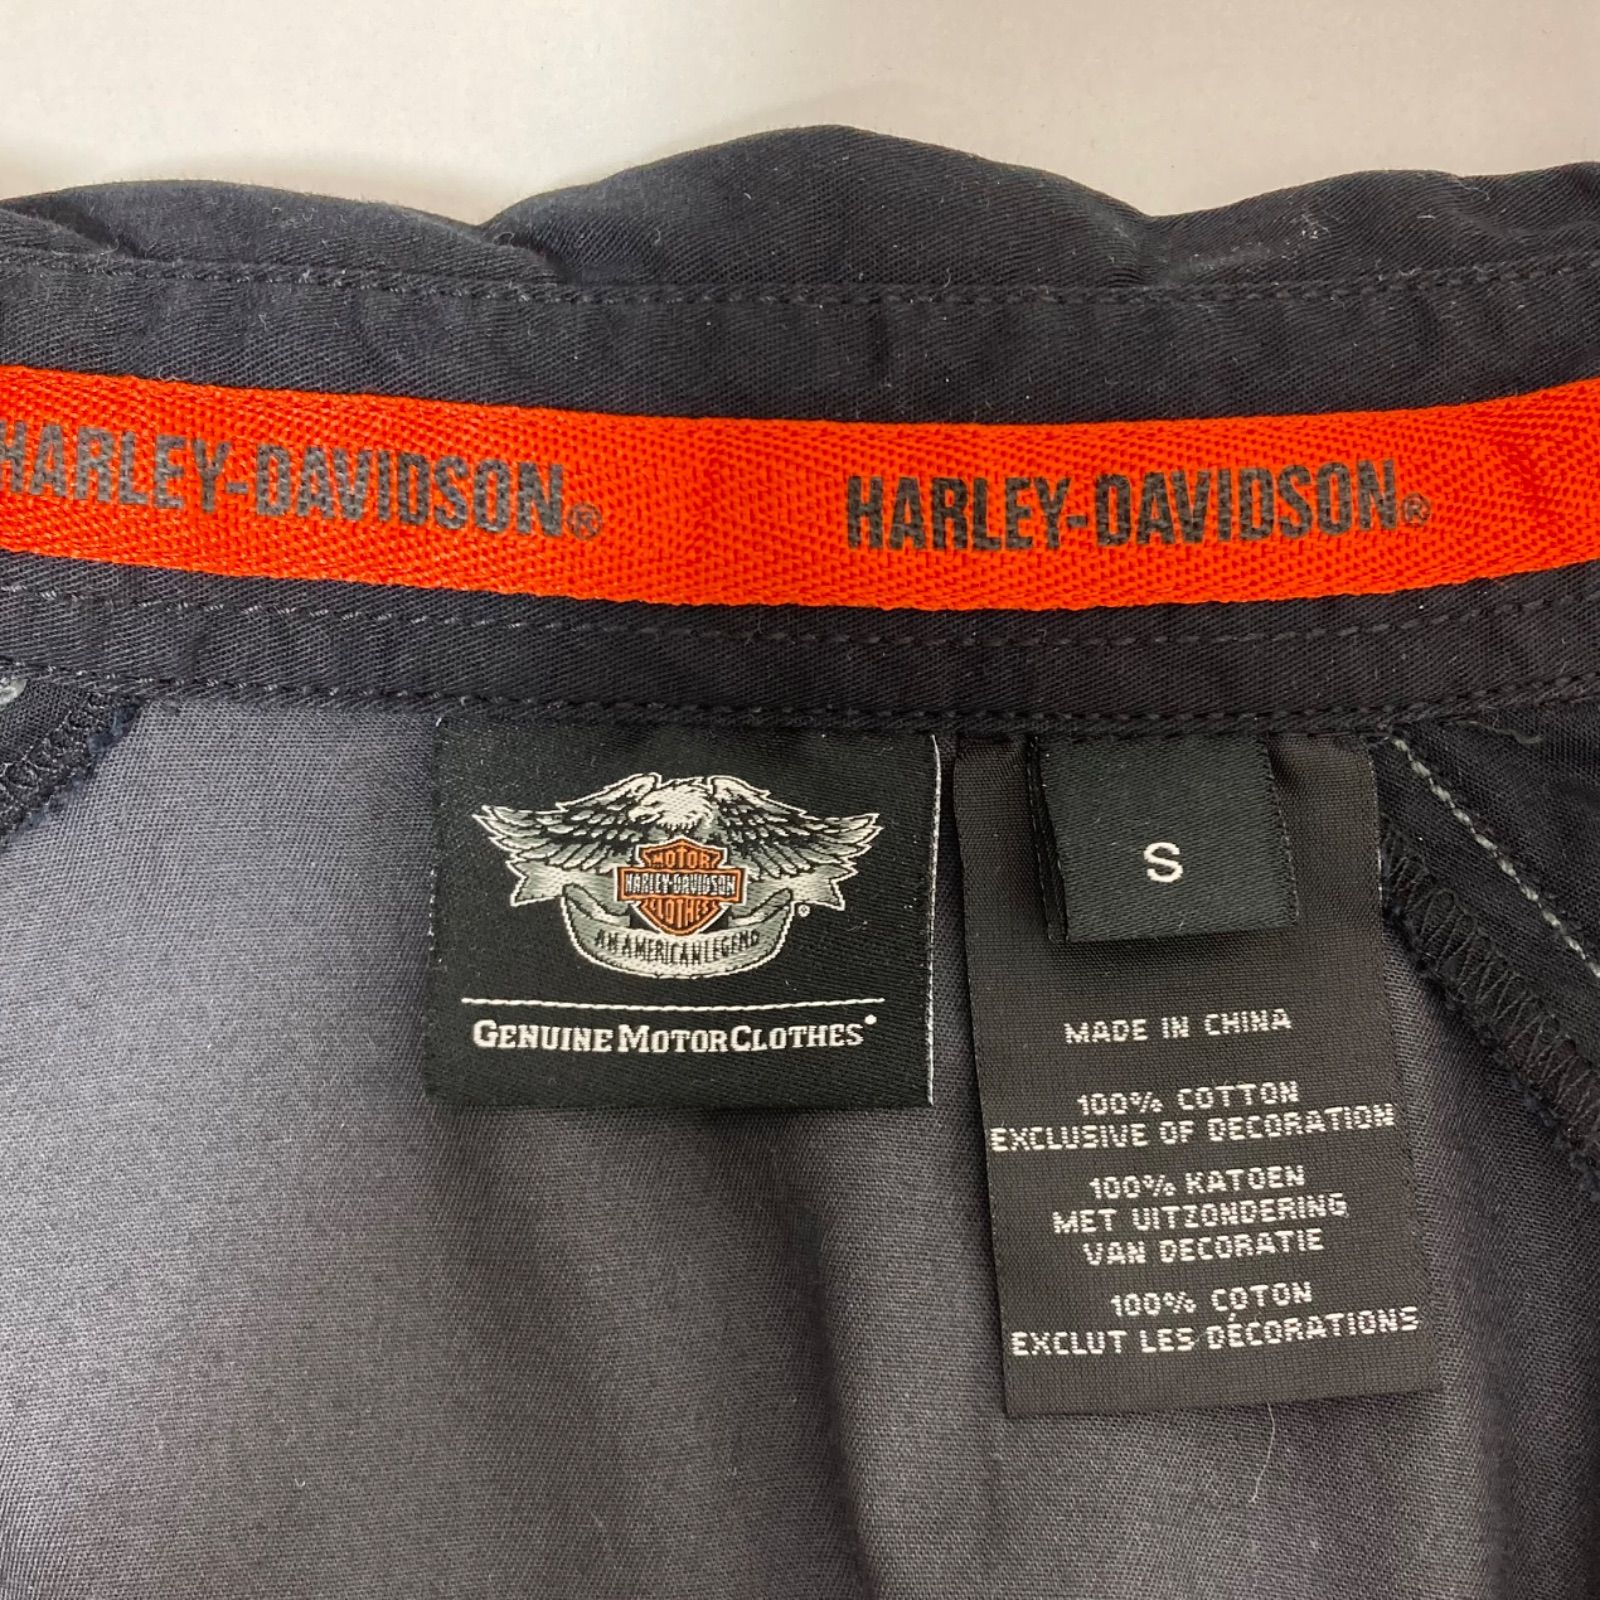 HARLEY-DAVIDSON® HARLEY-DAVIDSON®
MOTOR
HARLEY-DAVIDSON
CLOTHES
AN AMERICAN LEGEND
®
GENUINE MOTORCLOTHES®
S
MADE IN CHINA
100% COTTON
EXCLUSIVE OF DECORATION
100% KATOEN
MET UITZONDERING
VAN DECORATIE
100% COTON
EXCLUT LES DÉCORATIONS